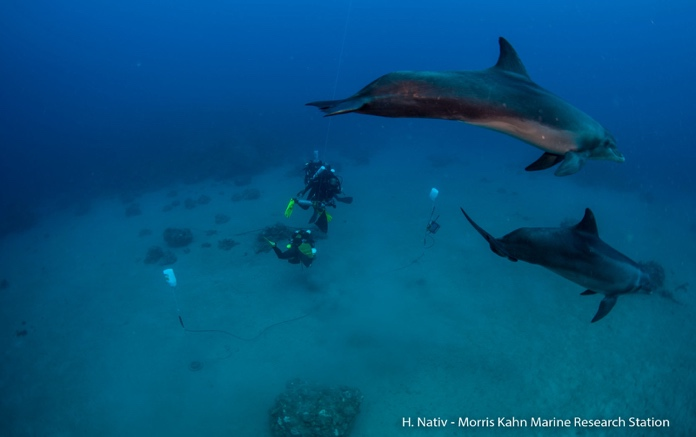 H. Nativ - Morris Kahn Marine Research Station